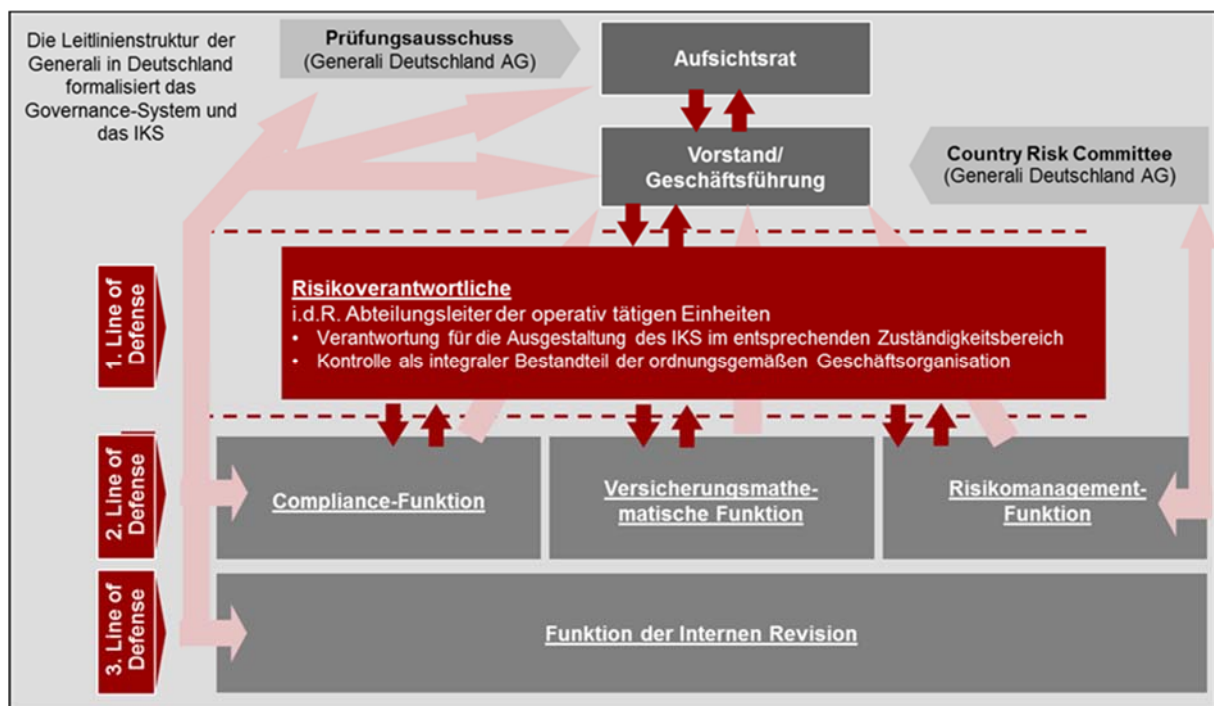 Die Leitlinienstruktur der
Generali in Deutschland
formalisiert das
Governance-System und
das IKS
Prüfungsausschuss
(Generali Deutschland AG)
Aufsichtsrat
Vorstand/
Geschäftsführung
Country Risk Committee
(Generali Deutschland AG)
1. Line of
Defense
Risikoverantwortliche
i.d.R. Abteilungsleiter der operativ tätigen Einheiten
• Verantwortung für die Ausgestaltung des IKS im entsprechenden Zuständigkeitsbereich
• Kontrolle als integraler Bestandteil der ordnungsgemäßen Geschäftsorganisation
2. Line of
Defense
Compliance-Funktion
Versicherungsmathe-
matische Funktion
Risikomanagement-
Funktion
3. Line of
Defense
Funktion der Internen Revision